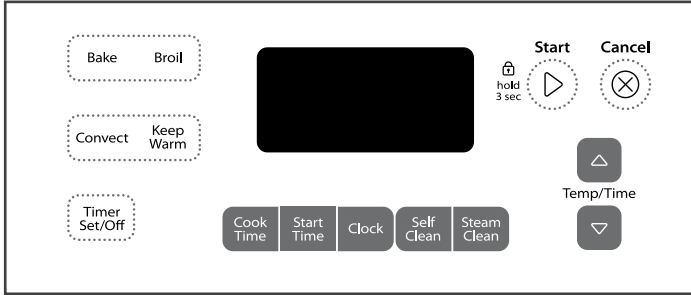 Bake Broil
Start Cancel
hold
3 sec
Convect Keep
Warm
Temp/Time
Timer
Set/Off
Cook
Time
Start
Time
Clock
Self
Clean
Steam
Clean